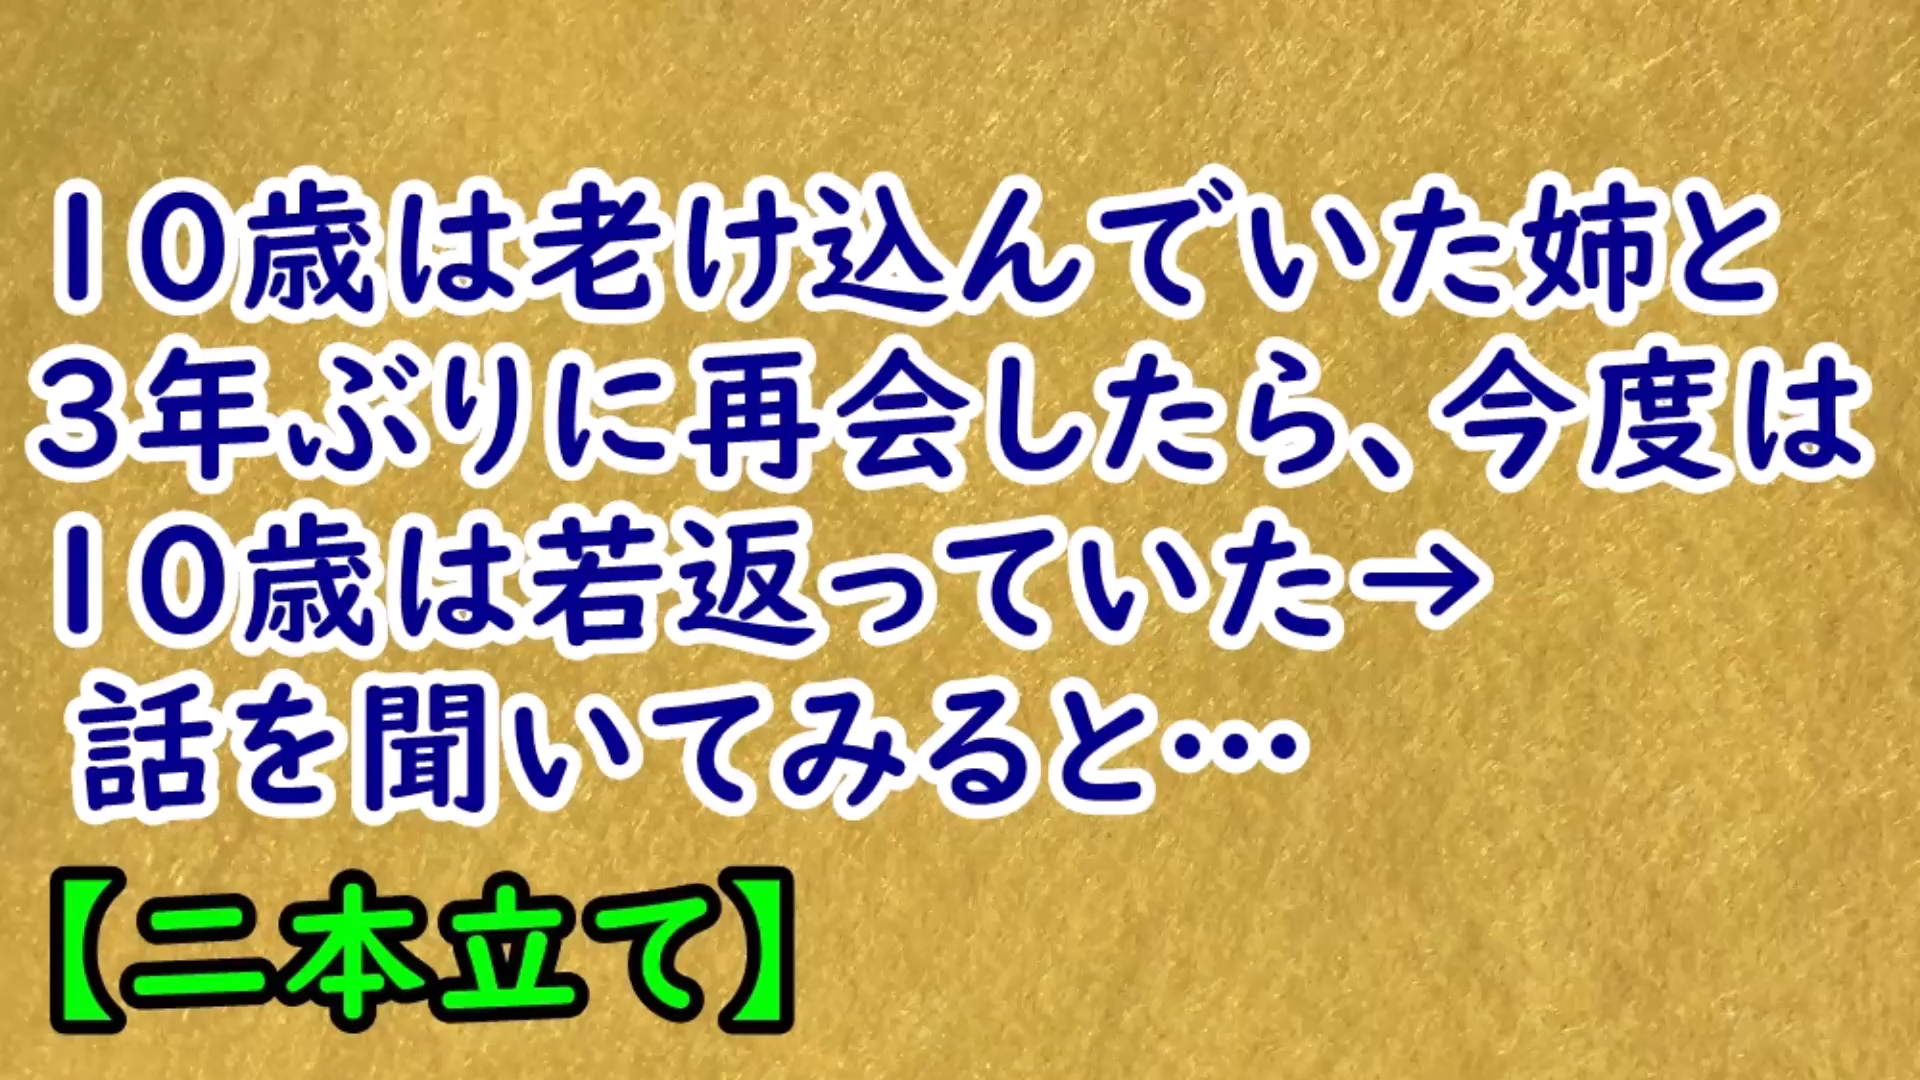 10歳は老け込んでいた姉と
3年ぶりに再会したら、今度は
10歳は若返っていた→
話を聞いてみると…
【二本立て】